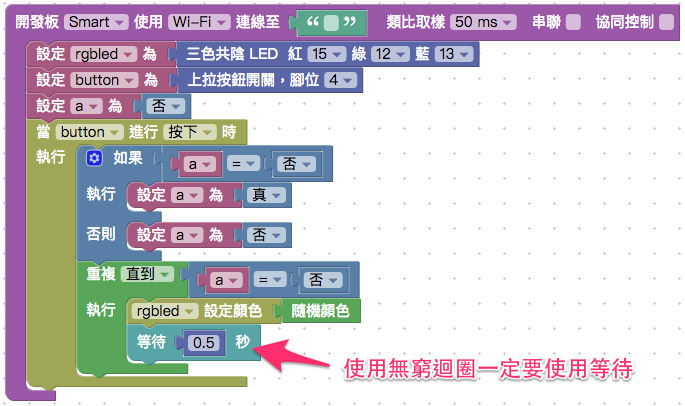 開發板 Smart 使用 Wi-Fi 連線至 “ ” 類比取樣 50 ms 串聯 協同控制
設定 rgbled 為 三色共陰 LED 紅 15 綠 12 藍 13
設定 button 為 上拉按鈕開關，腳位 4
設定 a 為 否
當 button 進行 按下 時
執行 如果 a = 否
執行 設定 a 為 真
否則 設定 a 為 否
重複 直到 a = 否
執行 rgbled 設定顏色 隨機顏色
等待 0.5 秒
使用無窮迴圈一定要使用等待